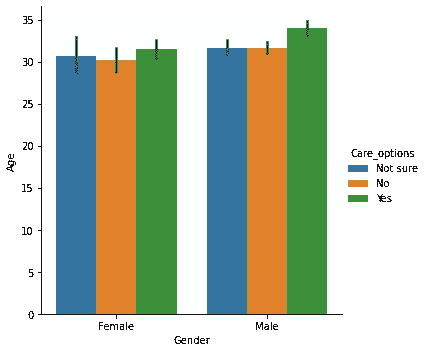 35
30
25
20
15
10
5
0
Age
Female
Male
Gender
Care_options
Not sure
No
Yes